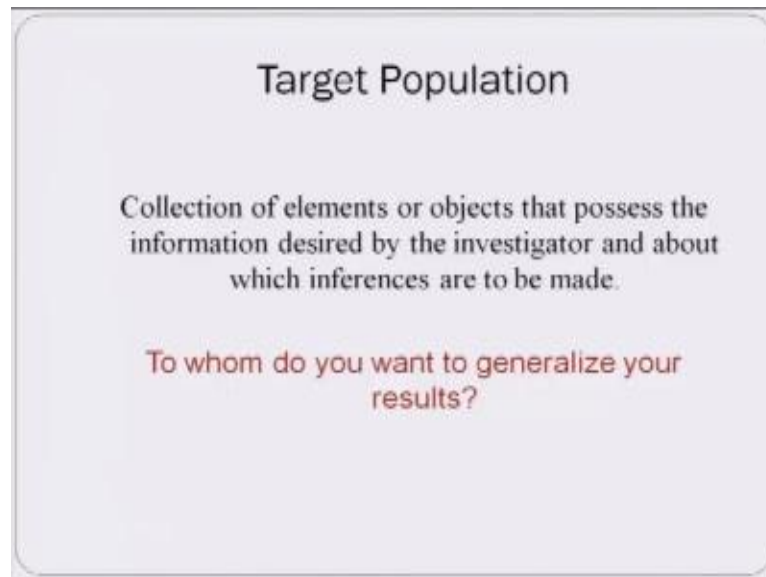 Target Population
Collection of elements or objects that possess the
information desired by the investigator and about
which inferences are to be made.
To whom do you want to generalize your
results?